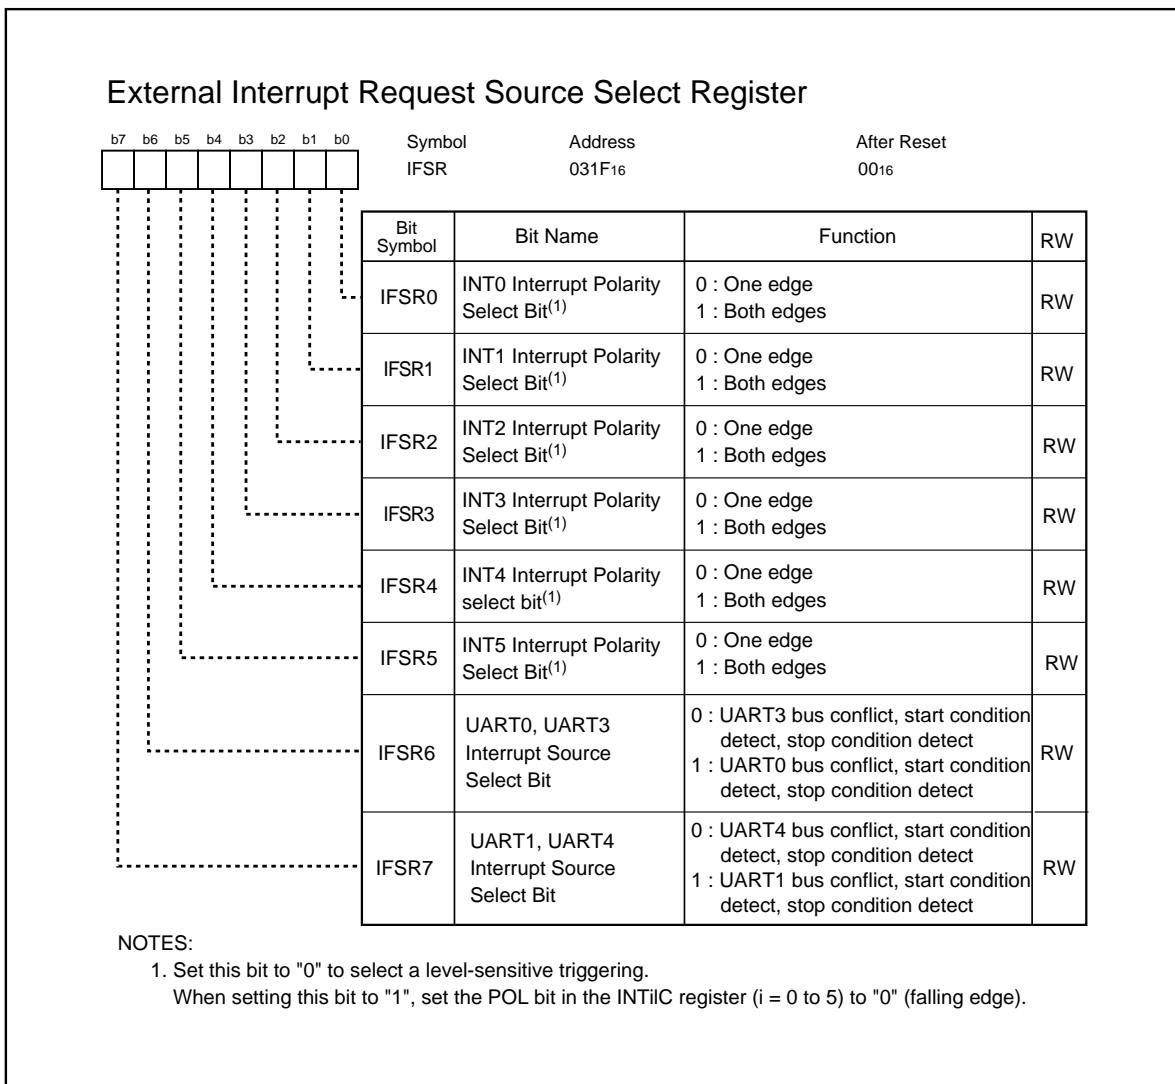 External Interrupt Request Source Select Register
b7 b6 b5 b4 b3 b2 b1 b0
Symbol Address After Reset
IFSR 031F16 0016
Bit Symbol Bit Name Function RW
IFSR0 INT0 Interrupt Polarity Select Bit(1) 0 : One edge
1 : Both edges RW
IFSR1 INT1 Interrupt Polarity Select Bit(1) 0 : One edge
1 : Both edges RW
IFSR2 INT2 Interrupt Polarity Select Bit(1) 0 : One edge
1 : Both edges RW
IFSR3 INT3 Interrupt Polarity Select Bit(1) 0 : One edge
1 : Both edges RW
IFSR4 INT4 Interrupt Polarity select bit(1) 0 : One edge
1 : Both edges RW
IFSR5 INT5 Interrupt Polarity Select Bit(1) 0 : One edge
1 : Both edges RW
IFSR6 UART0, UART3 Interrupt Source Select Bit 0 : UART3 bus conflict, start condition
detect, stop condition detect
1 : UART0 bus conflict, start condition
detect, stop condition detect RW
IFSR7 UART1, UART4 Interrupt Source Select Bit 0 : UART4 bus conflict, start condition
detect, stop condition detect
1 : UART1 bus conflict, start condition
detect, stop condition detect RW
NOTES:
1. Set this bit to "0" to select a level-sensitive triggering.
When setting this bit to "1", set the POL bit in the INTiIC register (i = 0 to 5) to "0" (falling edge).